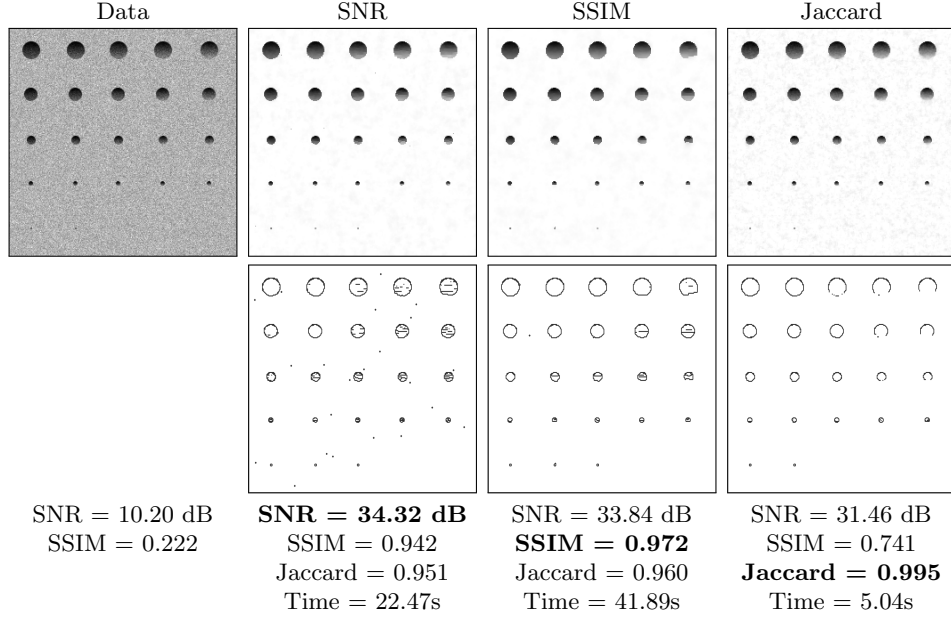 Data SNR SSIM Jaccard
SNR = 10.20 dB SNR = 34.32 dB SNR = 33.84 dB SNR = 31.46 dB
SSIM = 0.222 SSIM = 0.942 SSIM = 0.972 SSIM = 0.741
Jaccard = 0.951 Jaccard = 0.960 Jaccard = 0.995
Time = 22.47s Time = 41.89s Time = 5.04s